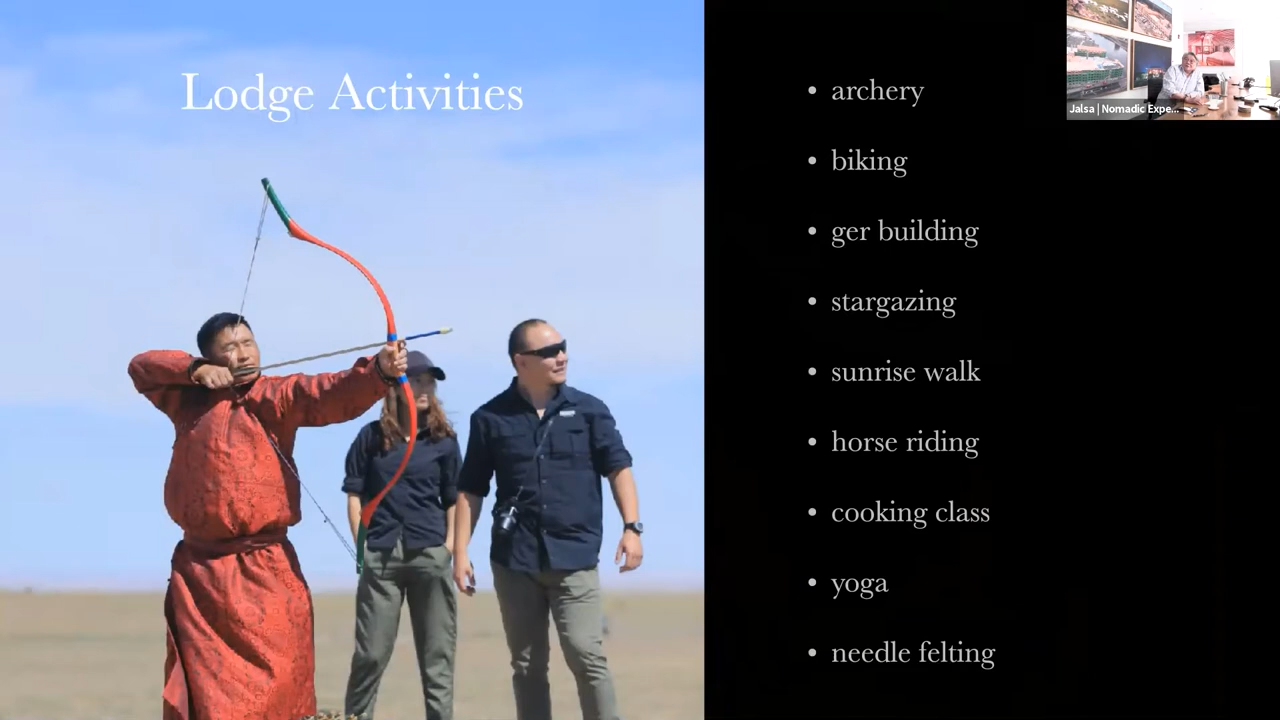 Lodge Activities
• archery
• biking
• ger building
• stargazing
• sunrise walk
• horse riding
• cooking class
• yoga
• needle felting
Jalsa | Nomadic Expe...